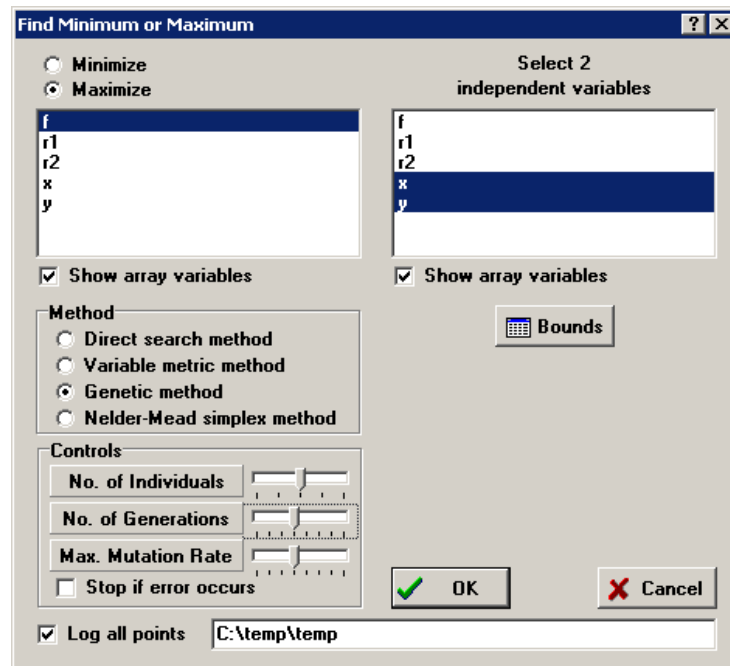 Find Minimum or Maximum
Minimize
Maximize
f
r1
r2
x
y
Show array variables
Select 2
independent variables
f
r1
r2
x
y
Show array variables
Bounds
Method
Direct search method
Variable metric method
Genetic method
Nelder-Mead simplex method
Controls
No. of Individuals
No. of Generations
Max. Mutation Rate
Stop if error occurs
OK
Cancel
Log all points
C:\temp\temp